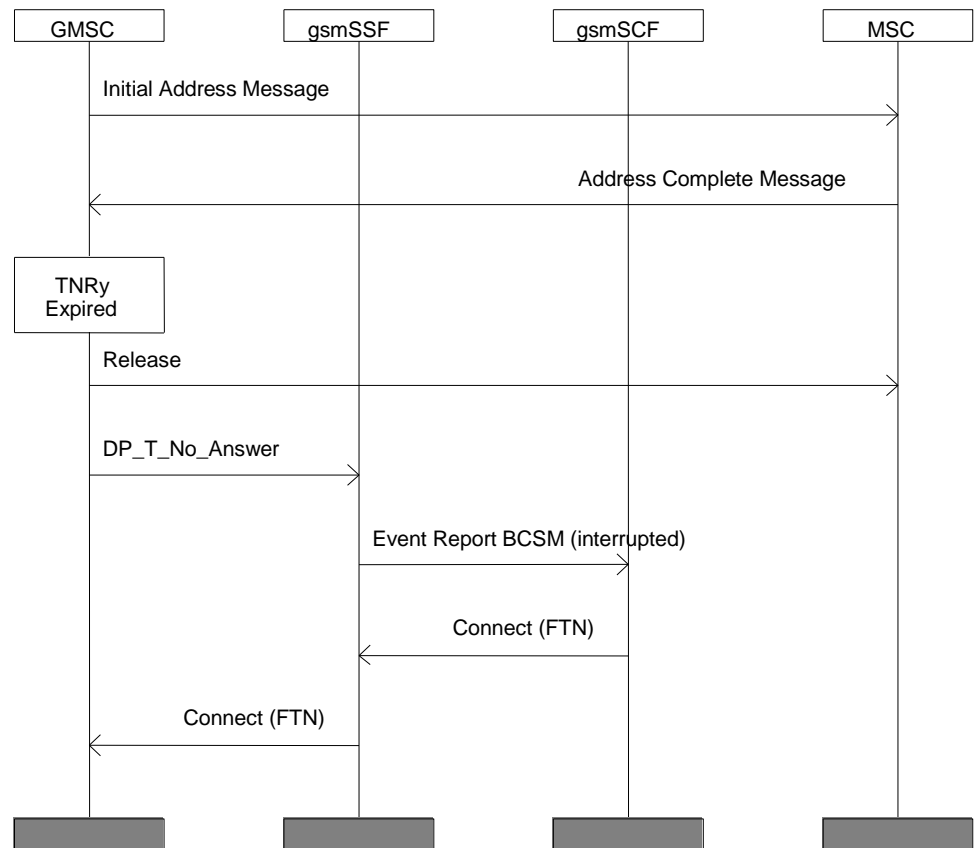 GMSC
gsmSSF
gsmSCF
MSC
Initial Address Message
Address Complete Message
TNRy
Expired
Release
DP_T_No_Answer
Event Report BCSM (interrupted)
Connect (FTN)
Connect (FTN)